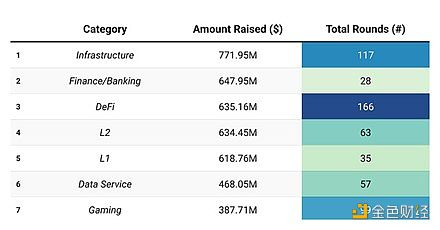 Category Amount Raised ($) Total Rounds (#)
1 Infrastructure 771.95M 117
2 Finance/Banking 647.95M 28
3 DeFi 635.16M 166
4 L2 634.45M 63
5 L1 618.76M 35
6 Data Service 468.05M 57
7 Gaming 387.71M
金色财经